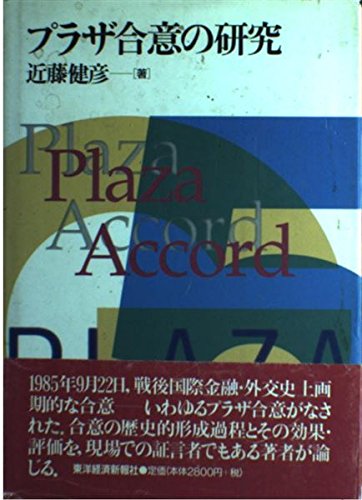 プラザ合意の研究
近藤健彦―[著]
Plaza
Plaza
Accord
Accord
PLAZA
1985年9月22日,戦後国際金融・外交史上画
期的な合意――いわゆるプラザ合意がなさ
れた。合意の歴史的形成過程とその効果・
評価を,現場での証言者でもある著者が論
じる。
東洋経済新報社●定価(本体2800円+税)